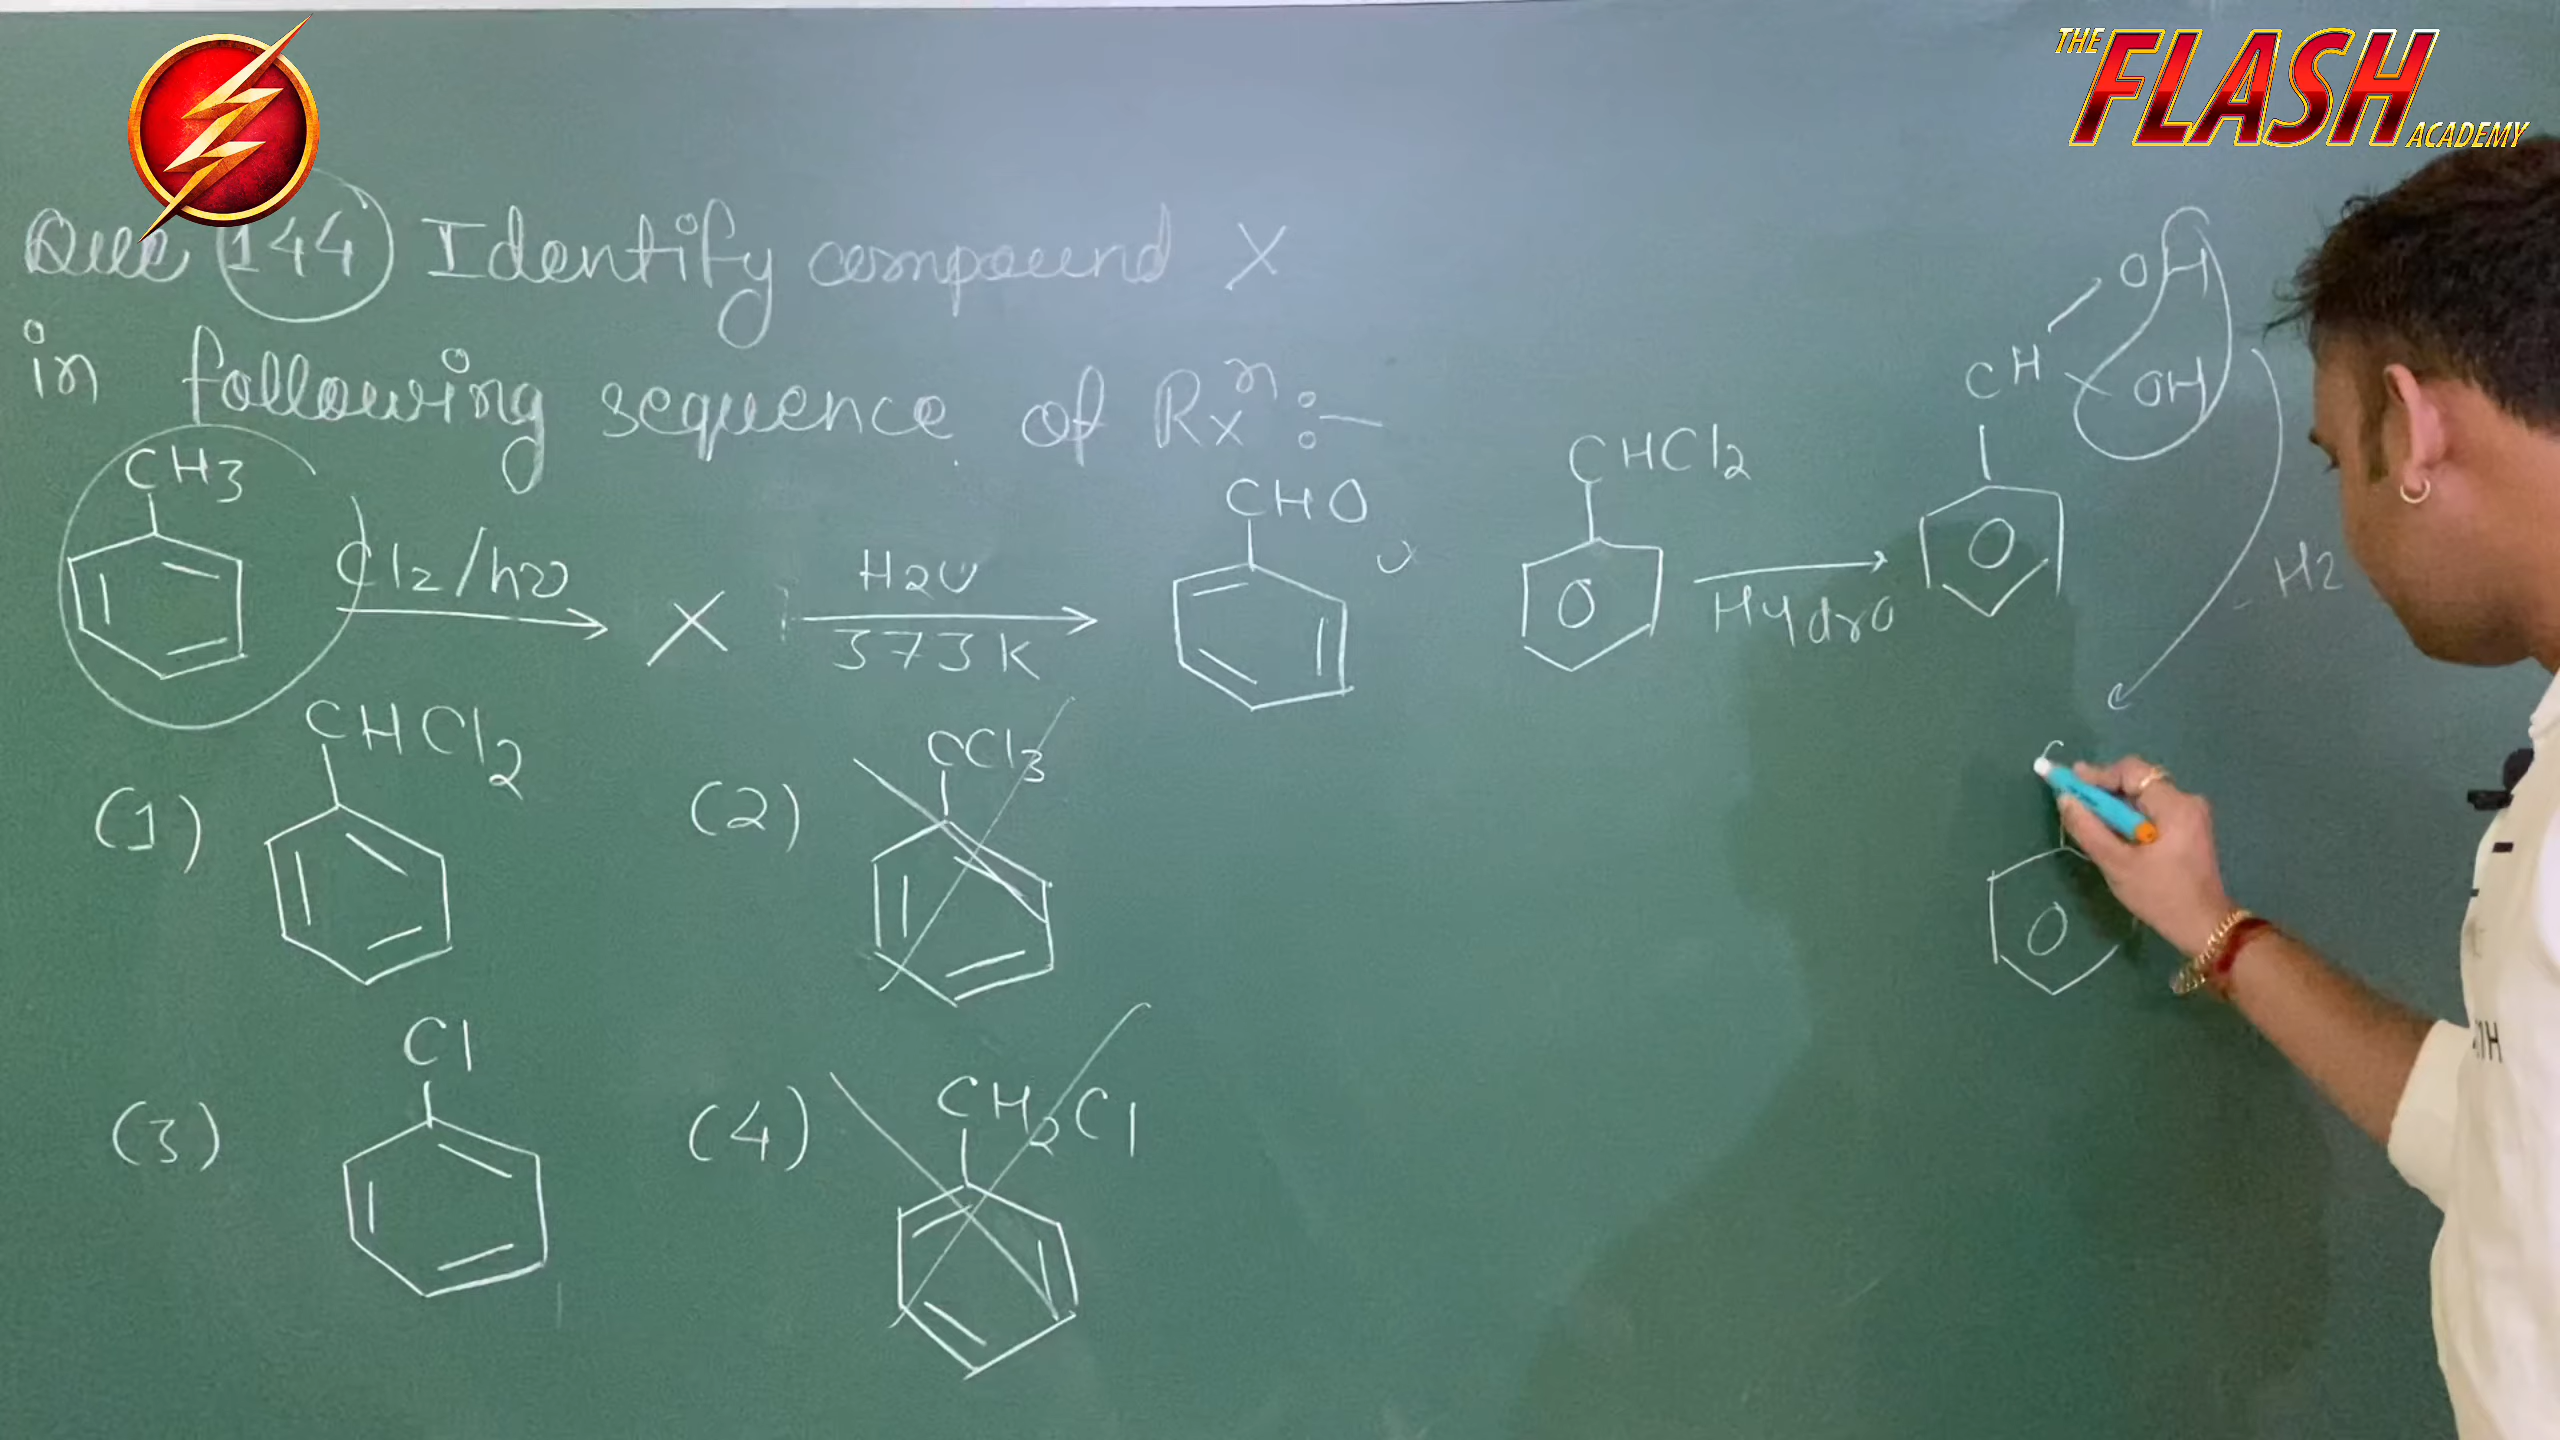 THE FLASH ACADEMY
Que 144 Identify compound X
in following sequence of Rxn :-
CH3
Cl2/hν
X
H2O
373K
CHO
(1) CHCl2
(2) CCl3
(3) Cl
(4) CH2Cl
CHCl2
Hydro
OH
CH
OH
- H2
C